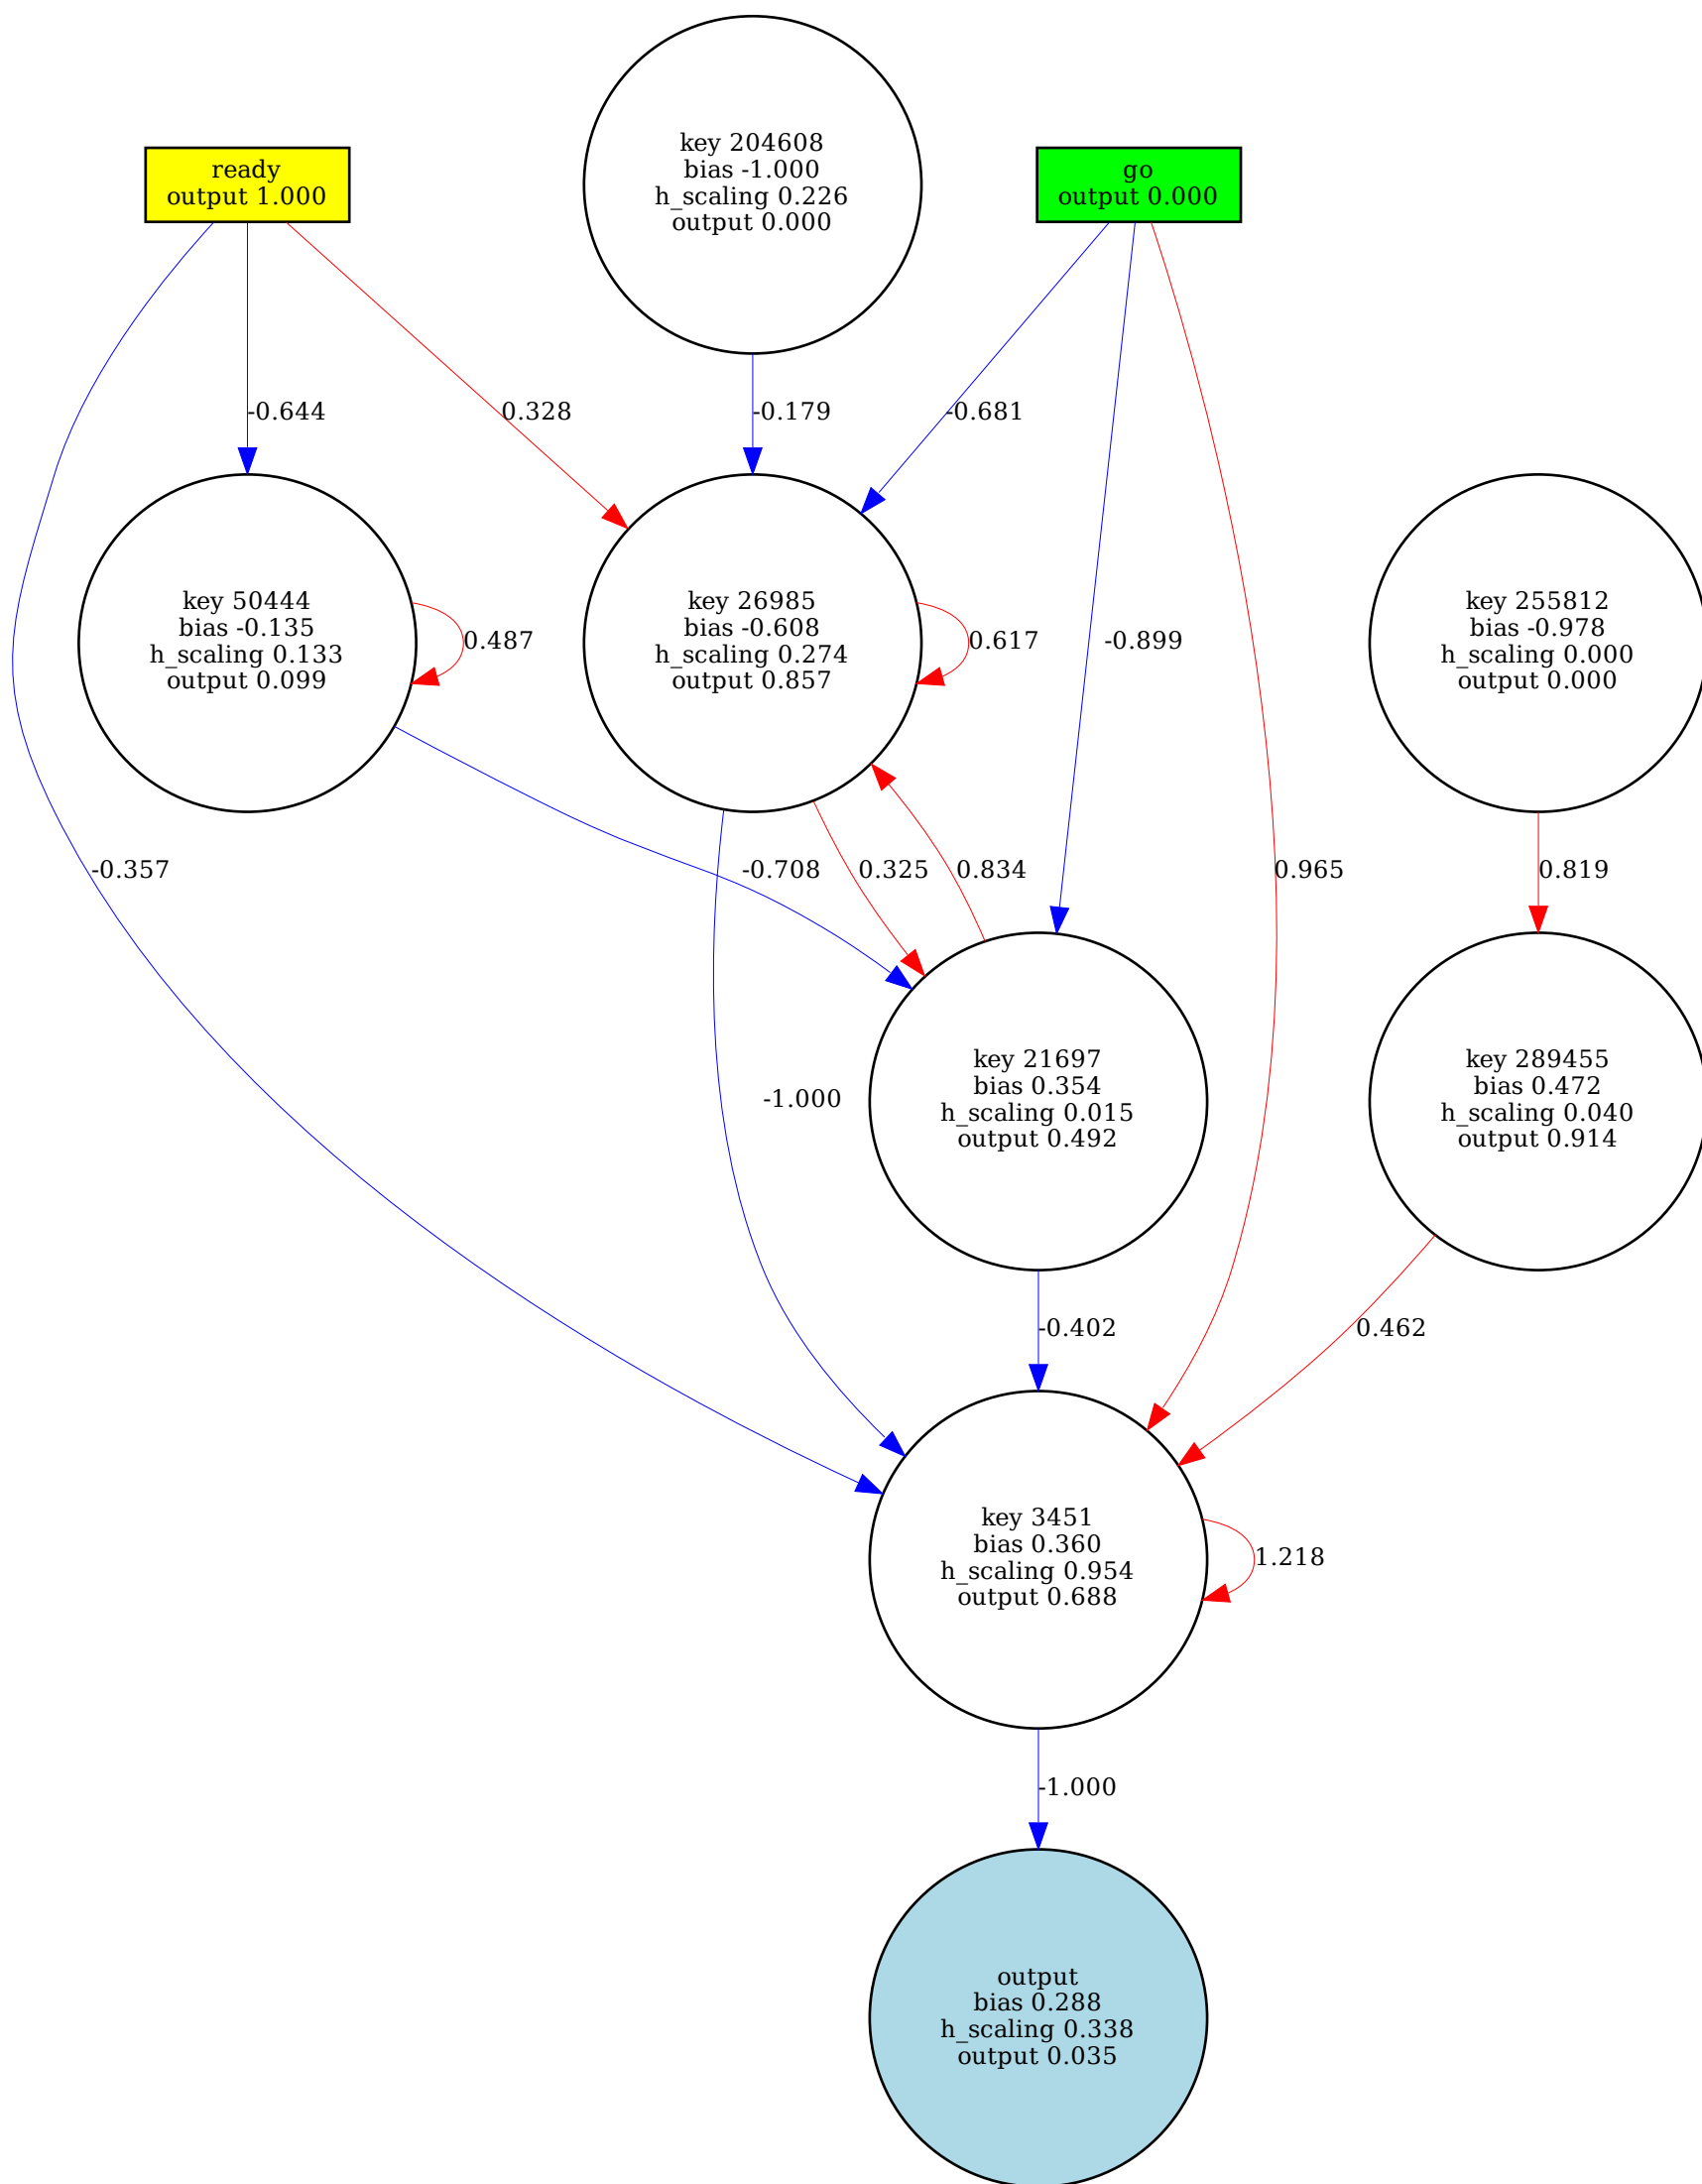 key 204608
bias -1.000
h_scaling 0.226
output 0.000
ready
output 1.000
go
output 0.000
-0.644
0.328
-0.179
-0.681
key 50444
bias -0.135
h_scaling 0.133
output 0.099
0.487
key 26985
bias -0.608
h_scaling 0.274
output 0.857
0.617
-0.899
key 255812
bias -0.978
h_scaling 0.000
output 0.000
-0.357
-0.708
0.325
0.834
0.965
0.819
-1.000
key 21697
bias 0.354
h_scaling 0.015
output 0.492
key 289455
bias 0.472
h_scaling 0.040
output 0.914
-0.402
0.462
key 3451
bias 0.360
h_scaling 0.954
output 0.688
1.218
-1.000
output
bias 0.288
h_scaling 0.338
output 0.035